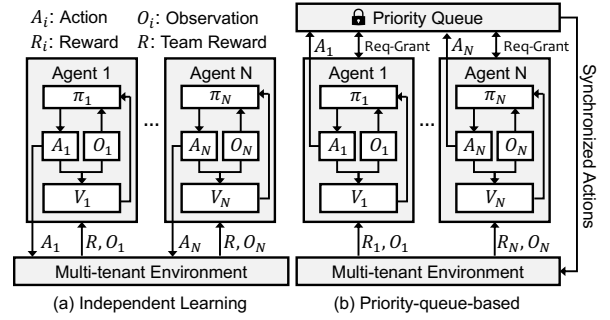 A_i: Action O_i: Observation
R_i: Reward R: Team Reward
Agent 1
π_1
A_1 O_1
V_1
...
Agent N
π_N
A_N O_N
V_N
A_1 R, O_1 A_N R, O_N
Multi-tenant Environment
(a) Independent Learning
Priority Queue
A_1 Req-Grant A_N Req-Grant
Agent 1
π_1
A_1 O_1
V_1
...
Agent N
π_N
A_N O_N
V_N
Synchronized Actions
R_1, O_1 R_N, O_N
Multi-tenant Environment
(b) Priority-queue-based